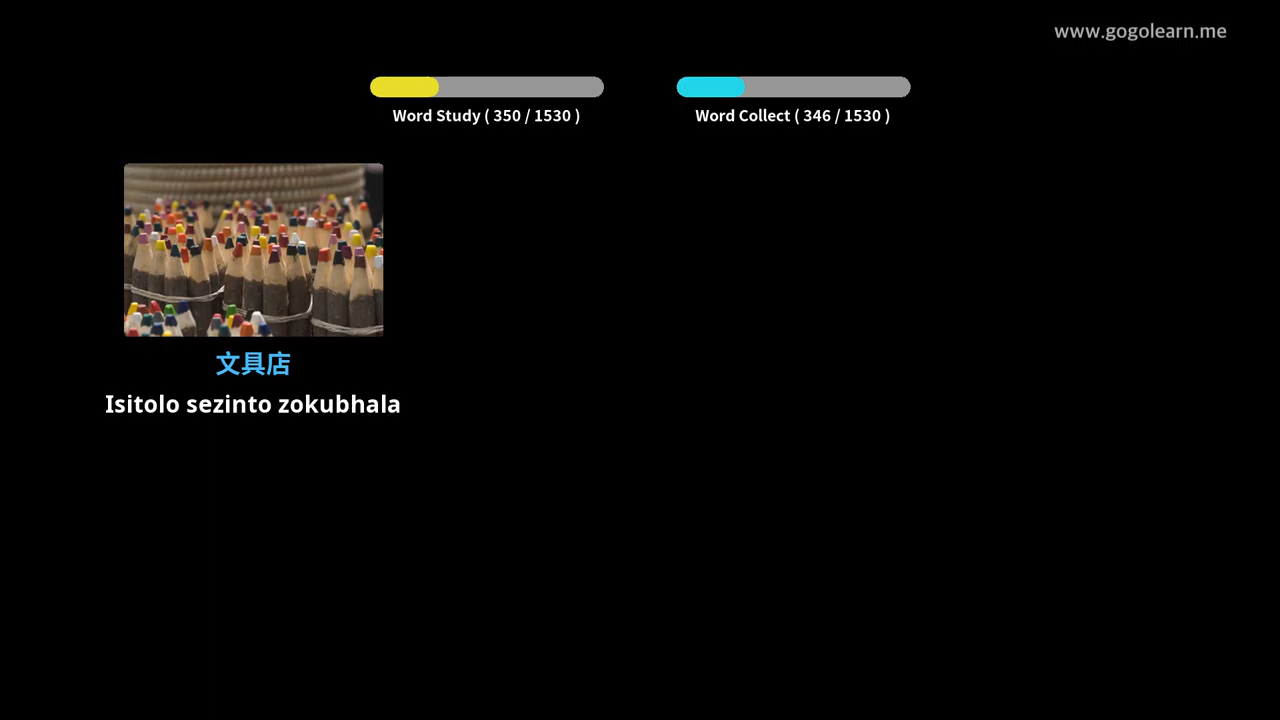 www.gogolearn.me
Word Study ( 350 / 1530 )
Word Collect ( 346 / 1530 )
文具店
Isitolo sezinto zokubhala